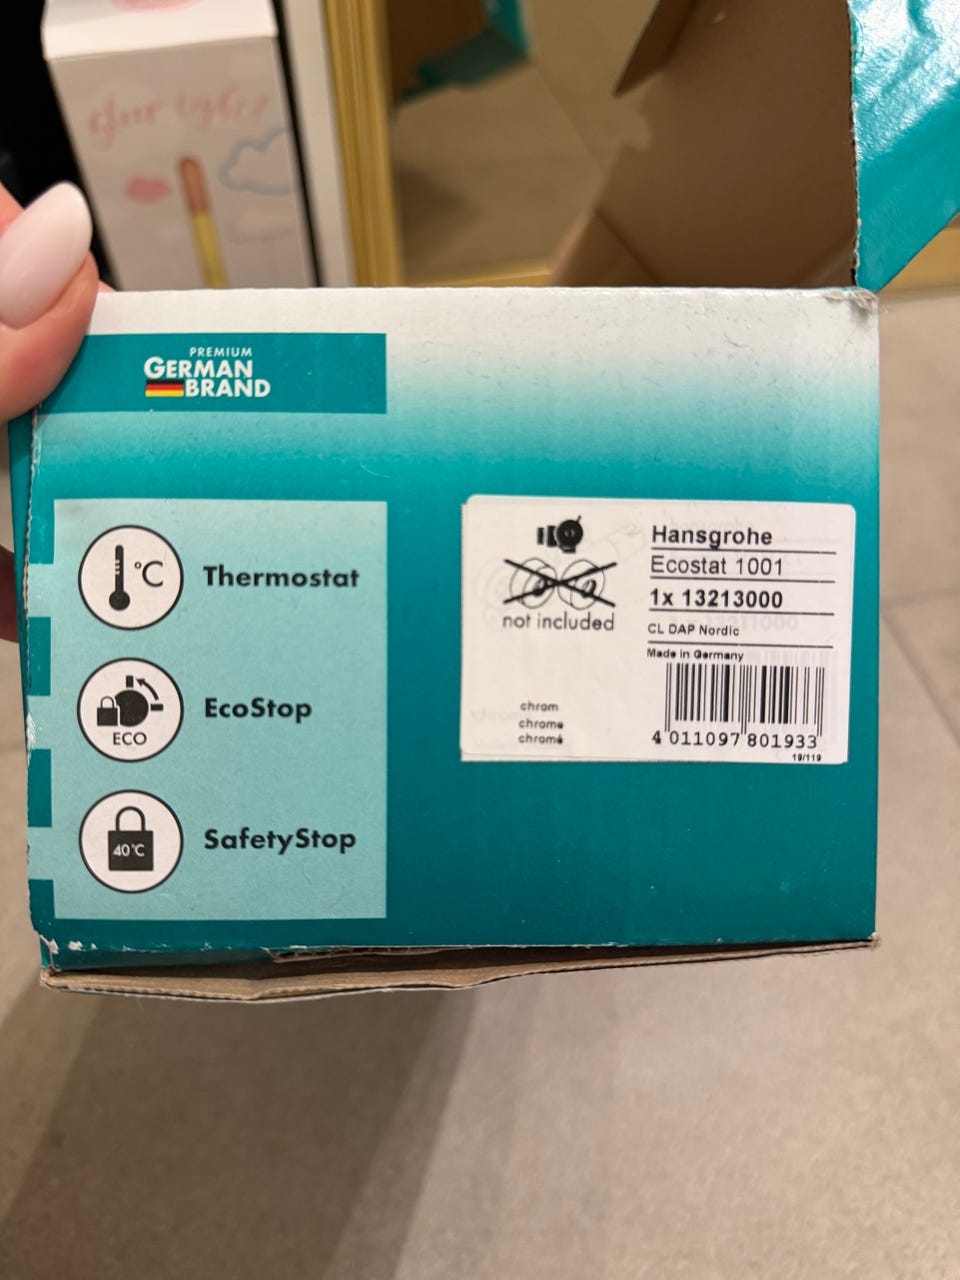 PREMIUM
GERMAN
BRAND
°C
Thermostat
ECO
EcoStop
40°C
SafetyStop
not included
chrom
chrome
chromé
Hansgrohe
Ecostat 1001
1x 13213000
CL DAP Nordic
Made in Germany
4 011097 801933
19/119